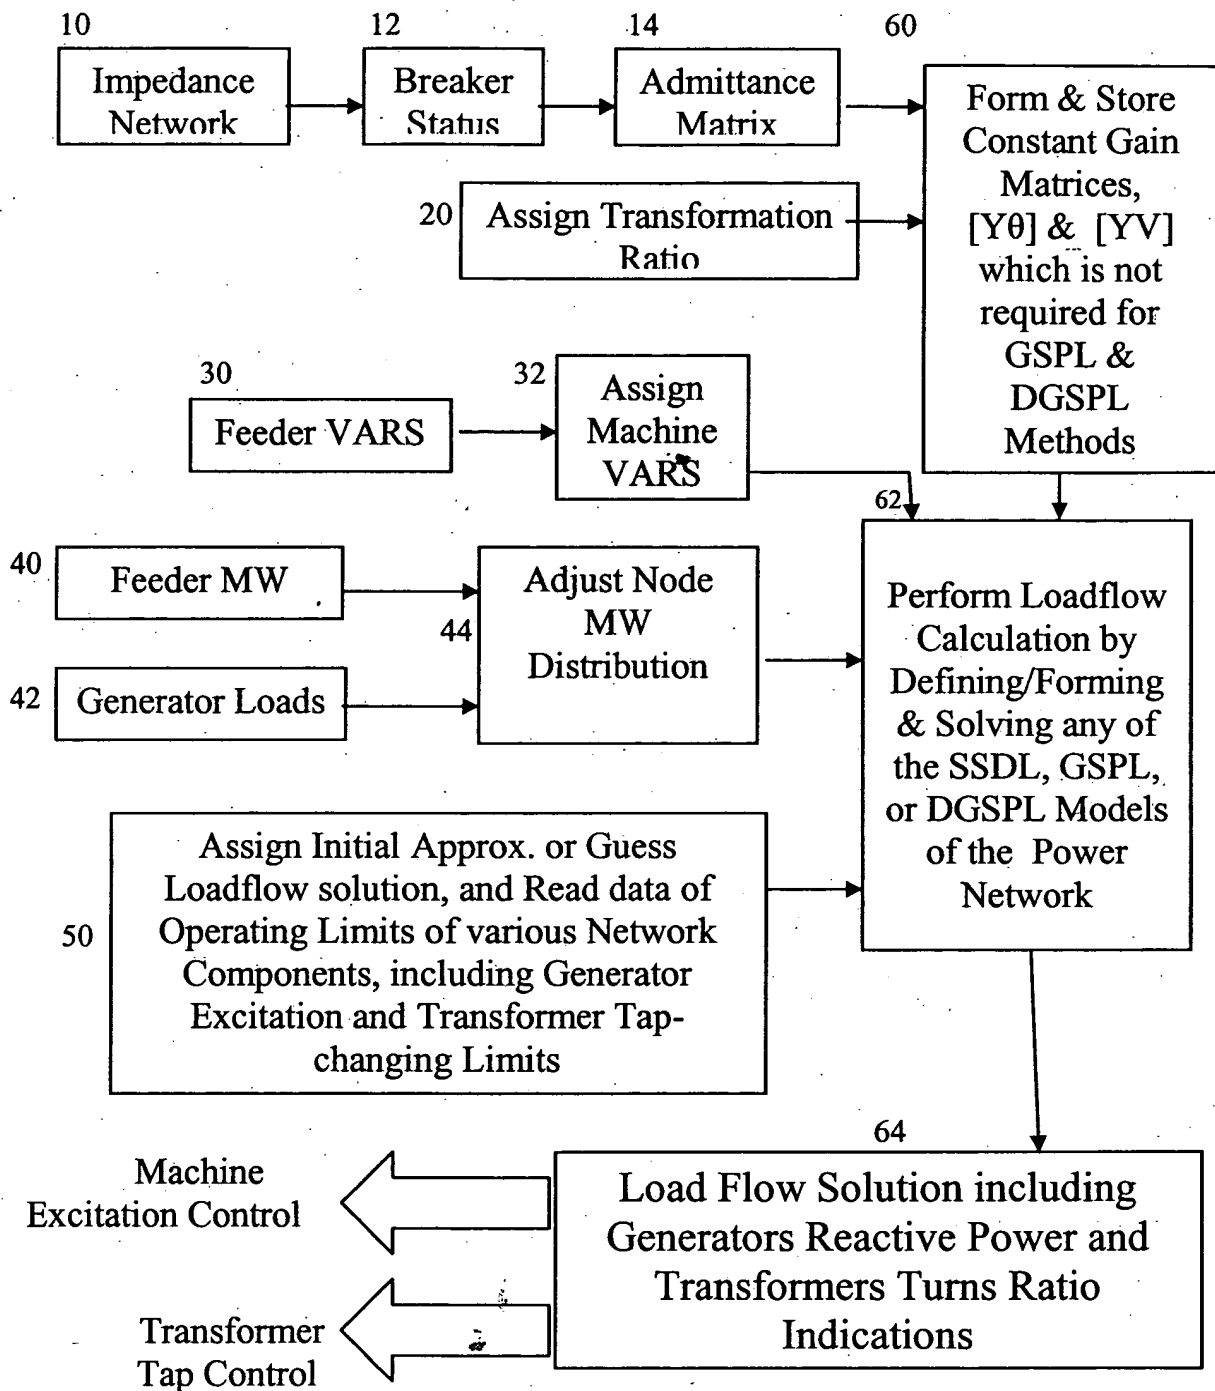 10
12
14
60
Impedance
Network
Breaker
Status
Admittance
Matrix
Form & Store
Constant Gain
Matrices,
[Yθ] & [YV]
which is not
required for
GSPL &
DGSPL
Methods
20
Assign Transformation
Ratio
30
Feeder VARS
32
Assign
Machine
VARS
62
40
Feeder MW
44
Adjust Node
MW
Distribution
42
Generator Loads
Perform Loadflow
Calculation by
Defining/Forming
& Solving any of
the SSDL, GSPL,
or DGSPL Models
of the Power
Network
50
Assign Initial Approx. or Guess
Loadflow solution, and Read data of
Operating Limits of various Network
Components, including Generator
Excitation and Transformer Tap-
changing Limits
64
Load Flow Solution including
Generators Reactive Power and
Transformers Turns Ratio
Indications
Machine
Excitation Control
Transformer
Tap Control